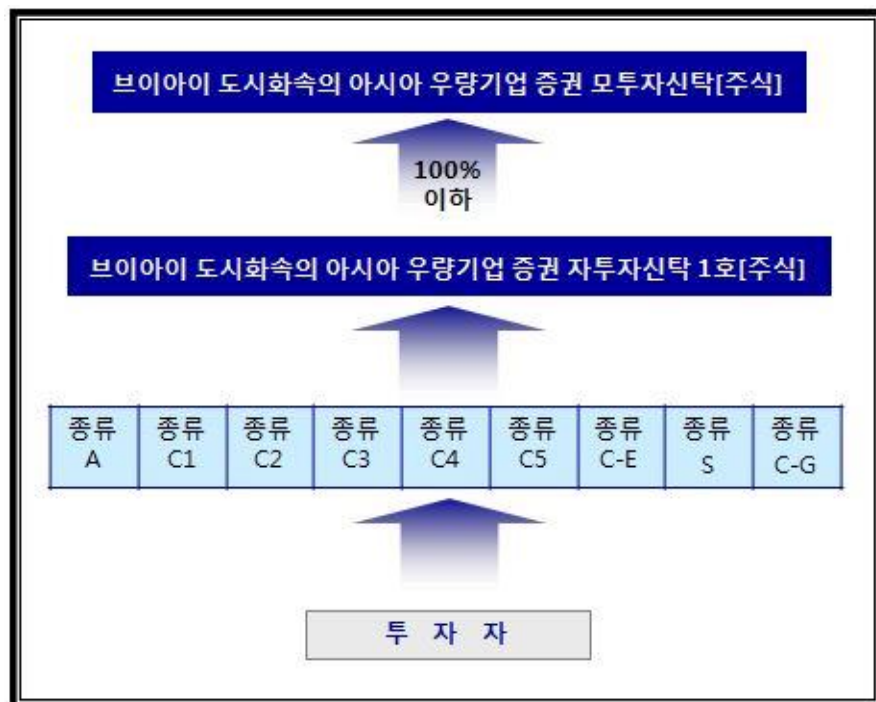 브이아이 도시화속의 아시아 우량기업 증권 모투자신탁[주식]
100%
이하
브이아이 도시화속의 아시아 우량기업 증권 자투자신탁 1호[주식]
종류 종류 종류 종류 종류 종류 종류 종류 종류
A C1 C2 C3 C4 C5 C-E S C-G
투 자 자